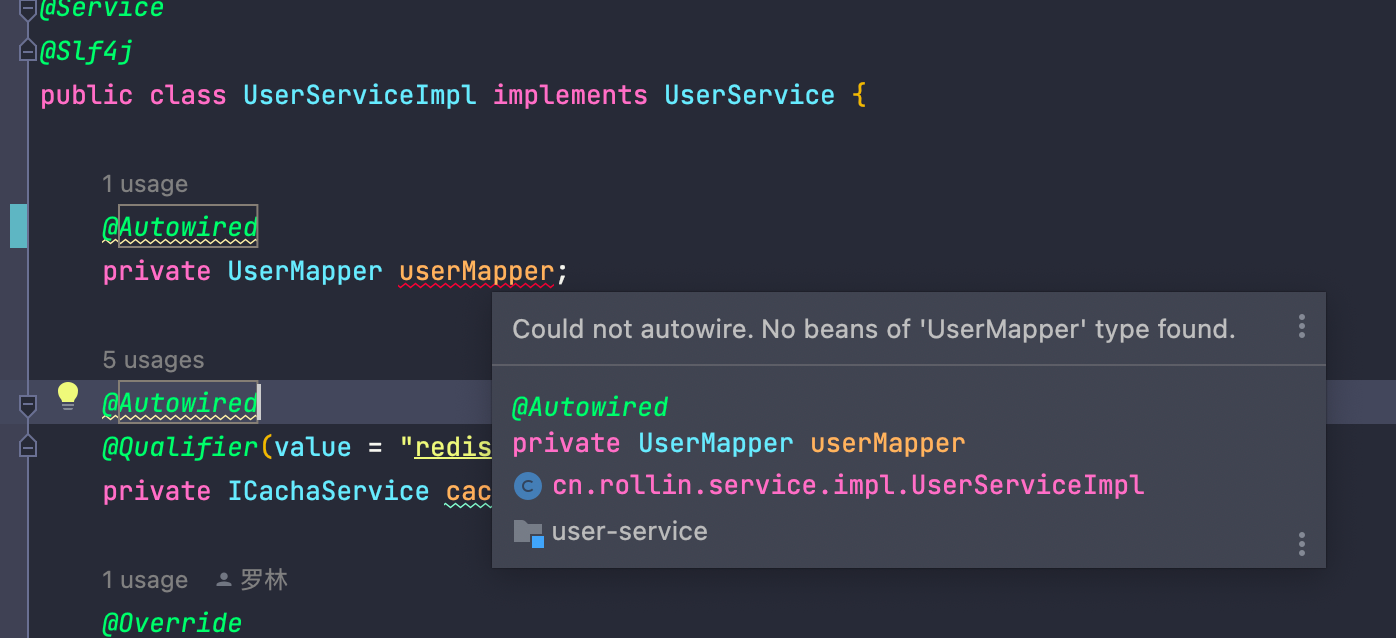 @Service
@Slf4j
public class UserServiceImpl implements UserService {
1 usage
@Autowired
private UserMapper userMapper;
Could not autowire. No beans of 'UserMapper' type found.
@Autowired
private UserMapper userMapper
cn.rollin.service.impl.UserServiceImpl
user-service
5 usages
@Autowired
@Qualifier(value = "redis
private ICachaService cac
1 usage 罗林
@Override